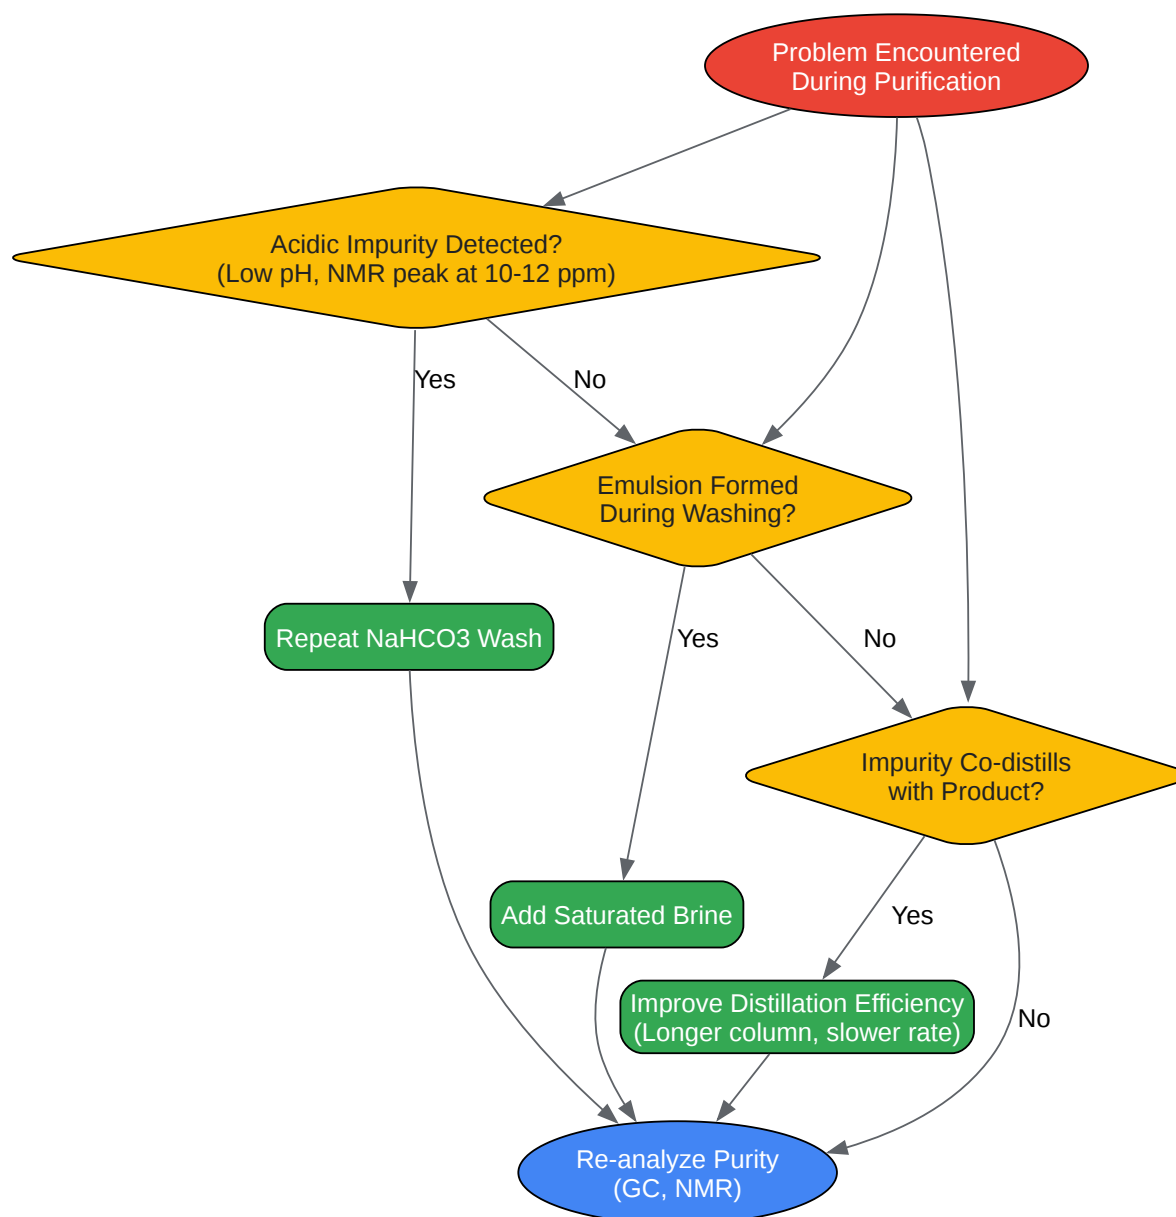 Problem Encountered
During Purification
Acidic Impurity Detected?
(Low pH, NMR peak at 10-12 ppm)
Yes
No
Emulsion Formed
During Washing?
Repeat NaHCO3 Wash
Yes
No
Impurity Co-distills
with Product?
Add Saturated Brine
Yes
Improve Distillation Efficiency
(Longer column, slower rate)
No
Re-analyze Purity
(GC, NMR)